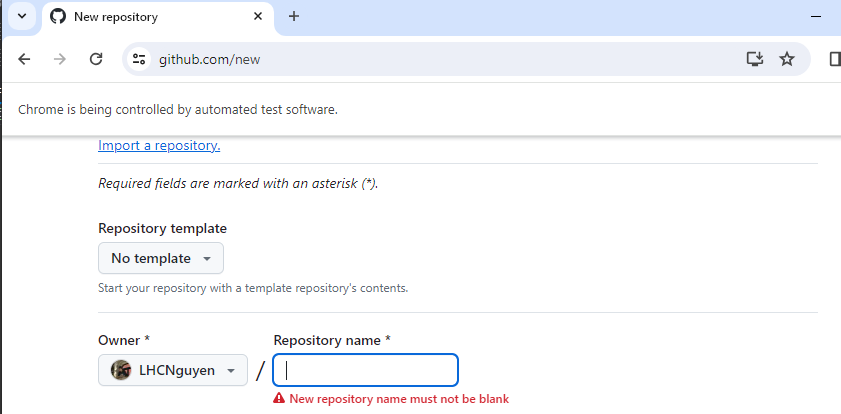 New repository
github.com/new
Chrome is being controlled by automated test software.
Import a repository.
Required fields are marked with an asterisk (*).
Repository template
No template
Start your repository with a template repository's contents.
Owner * Repository name *
LHCNguyen /
New repository name must not be blank